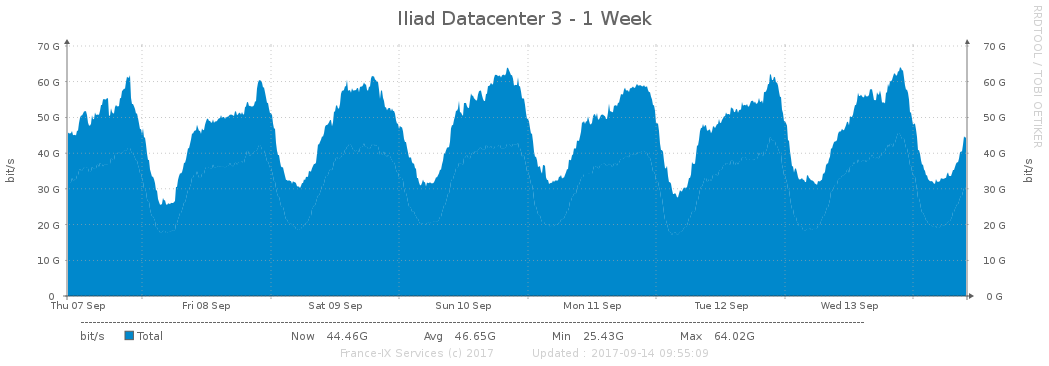 Iliad Datacenter 3 - 1 Week
RRDTOOL / TOBI OETIKER
bit/s
70 G
60 G
50 G
40 G
30 G
20 G
10 G
0
70 G
60 G
50 G
40 G
30 G
20 G
10 G
0 G
bit/s
Thu 07 Sep Fri 08 Sep Sat 09 Sep Sun 10 Sep Mon 11 Sep Tue 12 Sep Wed 13 Sep
bit/s Total Now 44.46G Avg 46.65G Min 25.43G Max 64.02G
France-IX Services (c) 2017 Updated : 2017-09-14 09:55:09